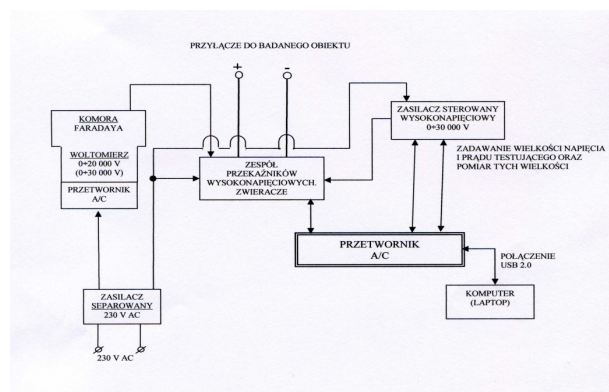 PRZYŁĄCZE DO BADANEGO OBIEKTU
+
-
KOMORA
FARADAYA
WOLTOMIERZ
0÷20 000 V
(0÷30 000 V)
PRZETWORNIK
A/C
ZESPÓŁ
PRZEKAŹNIKÓW
WYSOKONAPIĘCIOWYCH.
ZWIERACZE
ZASILACZ STEROWANY
WYSOKONAPIĘCIOWY
0÷30 000 V
ZADAWANIE WIELKOŚCI NAPIĘCIA
I PRĄDU TESTUJĄCEGO ORAZ
POMIAR TYCH WIELKOŚCI
PRZETWORNIK
A/C
POŁĄCZENIE
USB 2.0
KOMPUTER
(LAPTOP)
ZASILACZ
SEPAROWANY
230 V AC
230 V AC